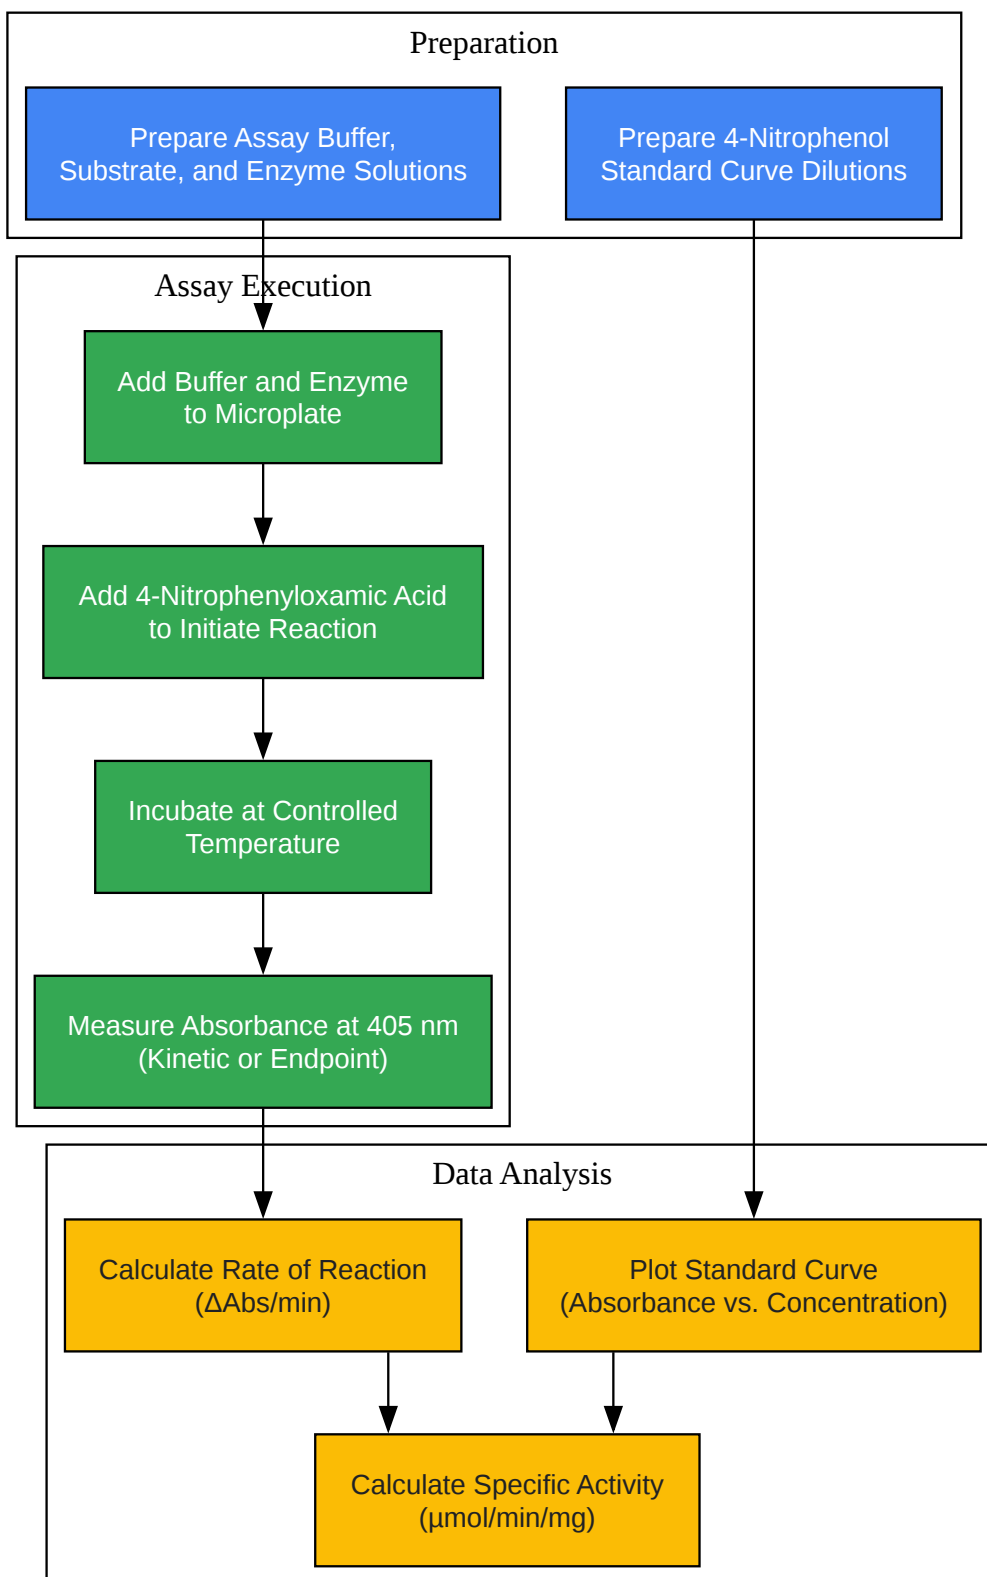 Preparation
Prepare Assay Buffer,
Substrate, and Enzyme Solutions
Prepare 4-Nitrophenol
Standard Curve Dilutions
Assay Execution
Add Buffer and Enzyme
to Microplate
Add 4-Nitrophenyloxamic Acid
to Initiate Reaction
Incubate at Controlled
Temperature
Measure Absorbance at 405 nm
(Kinetic or Endpoint)
Data Analysis
Calculate Rate of Reaction
(ΔAbs/min)
Plot Standard Curve
(Absorbance vs. Concentration)
Calculate Specific Activity
(µmol/min/mg)